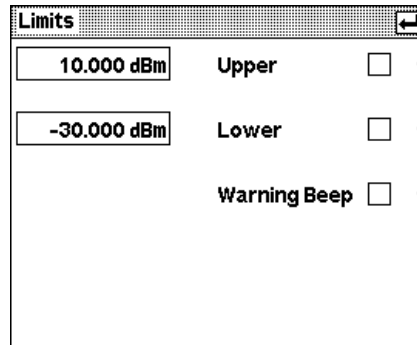 Limits
10.000 dBm Upper
-30.000 dBm Lower
Warning Beep